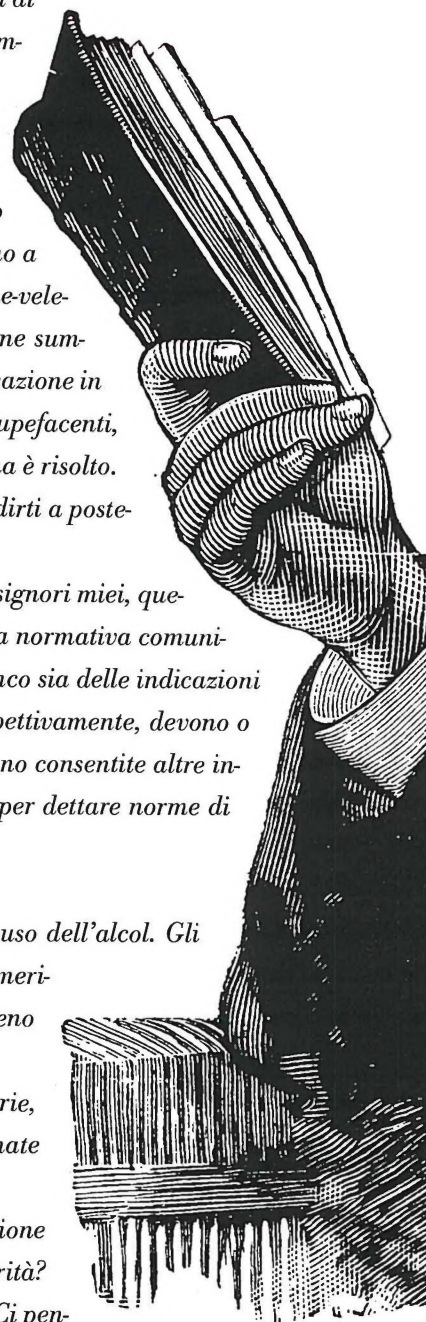 m-
o a
e-vele-
ne sum-
azione in
upefacenti,
na è risolto.
dirti a poste-
signori miei, que-
a normativa comuni-
nco sia delle indicazioni
pettivamente, devono o
no consentite altre in-
per dettare norme di
uso dell'alcol. Gli
meri-
eno
rie,
nate
ione
rità?
Ci pen-